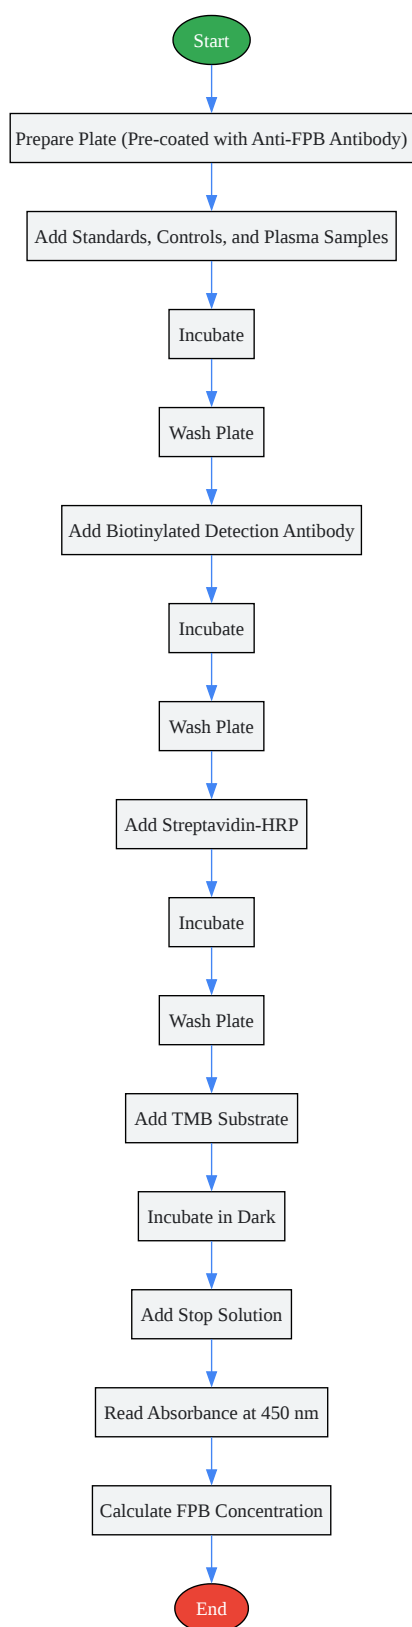 Start
Prepare Plate (Pre-coated with Anti-FPB Antibody)
Add Standards, Controls, and Plasma Samples
Incubate
Wash Plate
Add Biotinylated Detection Antibody
Incubate
Wash Plate
Add Streptavidin-HRP
Incubate
Wash Plate
Add TMB Substrate
Incubate in Dark
Add Stop Solution
Read Absorbance at 450 nm
Calculate FPB Concentration
End